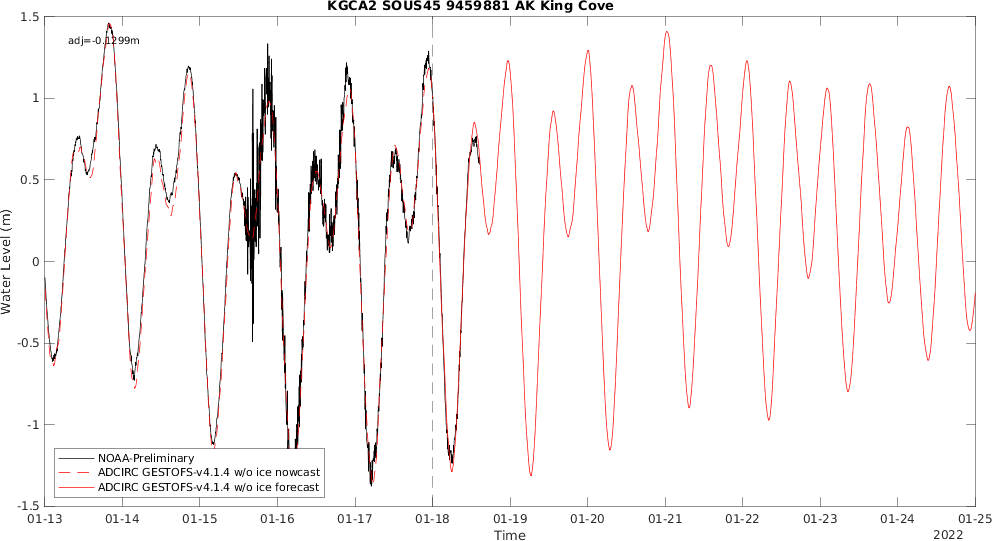 KGCA2 SOUS45 9459881 AK King Cove
adj=-0.1299m
Water Level (m)
1.5
1
0.5
0
-0.5
-1
-1.5
NOAA-Preliminary
ADCIRC GESTOFS-v4.1.4 w/o ice nowcast
ADCIRC GESTOFS-v4.1.4 w/o ice forecast
01-13 01-14 01-15 01-16 01-17 01-18 01-19 01-20 01-21 01-22 01-23 01-24 01-25
Time
2022